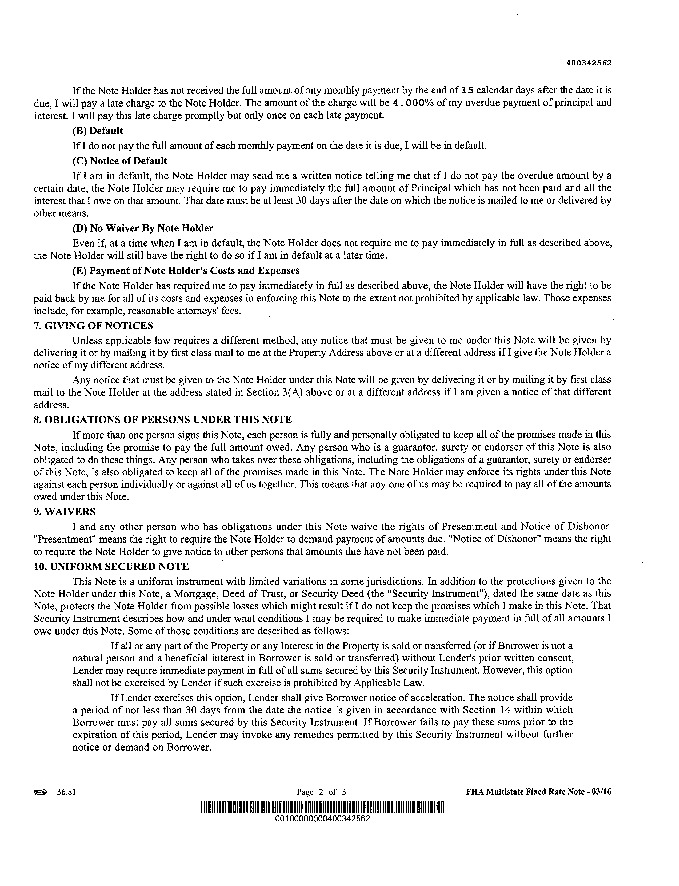 400342562
If the Note Holder has not received the full amount of any monthly payment by the end of 15 calendar days after the date it is
due, I will pay a late charge to the Note Holder. The amount of the charge will be 4.000% of my overdue payment of principal and
interest. I will pay this late charge promptly but only once on each late payment.
(B) Default
If I do not pay the full amount of each monthly payment on the date it is due, I will be in default.
(C) Notice of Default
If I am in default, the Note Holder may send me a written notice telling me that if I do not pay the overdue amount by a
certain date, the Note Holder may require me to pay immediately the full amount of Principal which has not been paid and all the
interest that I owe on that amount. That date must be at least 30 days after the date on which the notice is mailed to me or delivered by
other means.
(D) No Waiver By Note Holder
Even if, at a time when I am in default, the Note Holder does not require me to pay immediately in full as described above,
the Note Holder will still have the right to do so if I am in default at a later time.
(E) Payment of Note Holder's Costs and Expenses
If the Note Holder has required me to pay immediately in full as described above, the Note Holder will have the right to be
paid back by me for all of its costs and expenses in enforcing this Note to the extent not prohibited by applicable law. Those expenses
include, for example, reasonable attorneys' fees.
7. GIVING OF NOTICES
Unless applicable law requires a different method, any notice that must be given to me under this Note will be given by
delivering it or by mailing it by first class mail to me at the Property Address above or at a different address if I give the Note Holder a
notice of my different address.
Any notice that must be given to the Note Holder under this Note will be given by delivering it or by mailing it by first class
mail to the Note Holder at the address stated in Section 3(A) above or at a different address if I am given a notice of that different
address.
8. OBLIGATIONS OF PERSONS UNDER THIS NOTE
If more than one person signs this Note, each person is fully and personally obligated to keep all of the promises made in this
Note, including the promise to pay the full amount owed. Any person who is a guarantor, surety or endorser of this Note is also
obligated to do these things. Any person who takes over these obligations, including the obligations of a guarantor, surety or endorser
of this Note, is also obligated to keep all of the promises made in this Note. The Note Holder may enforce its rights under this Note
against each person individually or against all of us together. This means that any one of us may be required to pay all of the amounts
owed under this Note.
9. WAIVERS
I and any other person who has obligations under this Note waive the rights of Presentment and Notice of Dishonor
"Presentment" means the right to require the Note Holder to demand payment of amounts due. "Notice of Dishonor" means the right
to require the Note Holder to give notice to other persons that amounts due have not been paid.
10. UNIFORM SECURED NOTE
This Note is a uniform instrument with limited variations in some jurisdictions. In addition to the protections given to the
Note Holder under this Note, a Mortgage, Deed of Trust, or Security Deed (the "Security Instrument"), dated the same date as this
Note, protects the Note Holder from possible losses which might result if I do not keep the promises which I make in this Note. That
Security Instrument describes how and under what conditions I may be required to make immediate payment in full of all amounts I
owe under this Note. Some of those conditions are described as follows:
If all or any part of the Property or any Interest in the Property is sold or transferred (or if Borrower is not a
natural person and a beneficial interest in Borrower is sold or transferred) without Lender's prior written consent,
Lender may require immediate payment in full of all sums secured by this Security Instrument. However, this option
shall not be exercised by Lender if such exercise is prohibited by Applicable Law.
If Lender exercises this option, Lender shall give Borrower notice of acceleration. The notice shall provide
a period of not less than 30 days from the date the notice is given in accordance with Section 14 within which
Borrower must pay all sums secured by this Security Instrument. If Borrower fails to pay these sums prior to the
expiration of this period, Lender may invoke any remedies permitted by this Security Instrument without further
notice or demand on Borrower.
36.81 Page 2 of 3 FHA Multistate Fixed Rate Note - 03/16